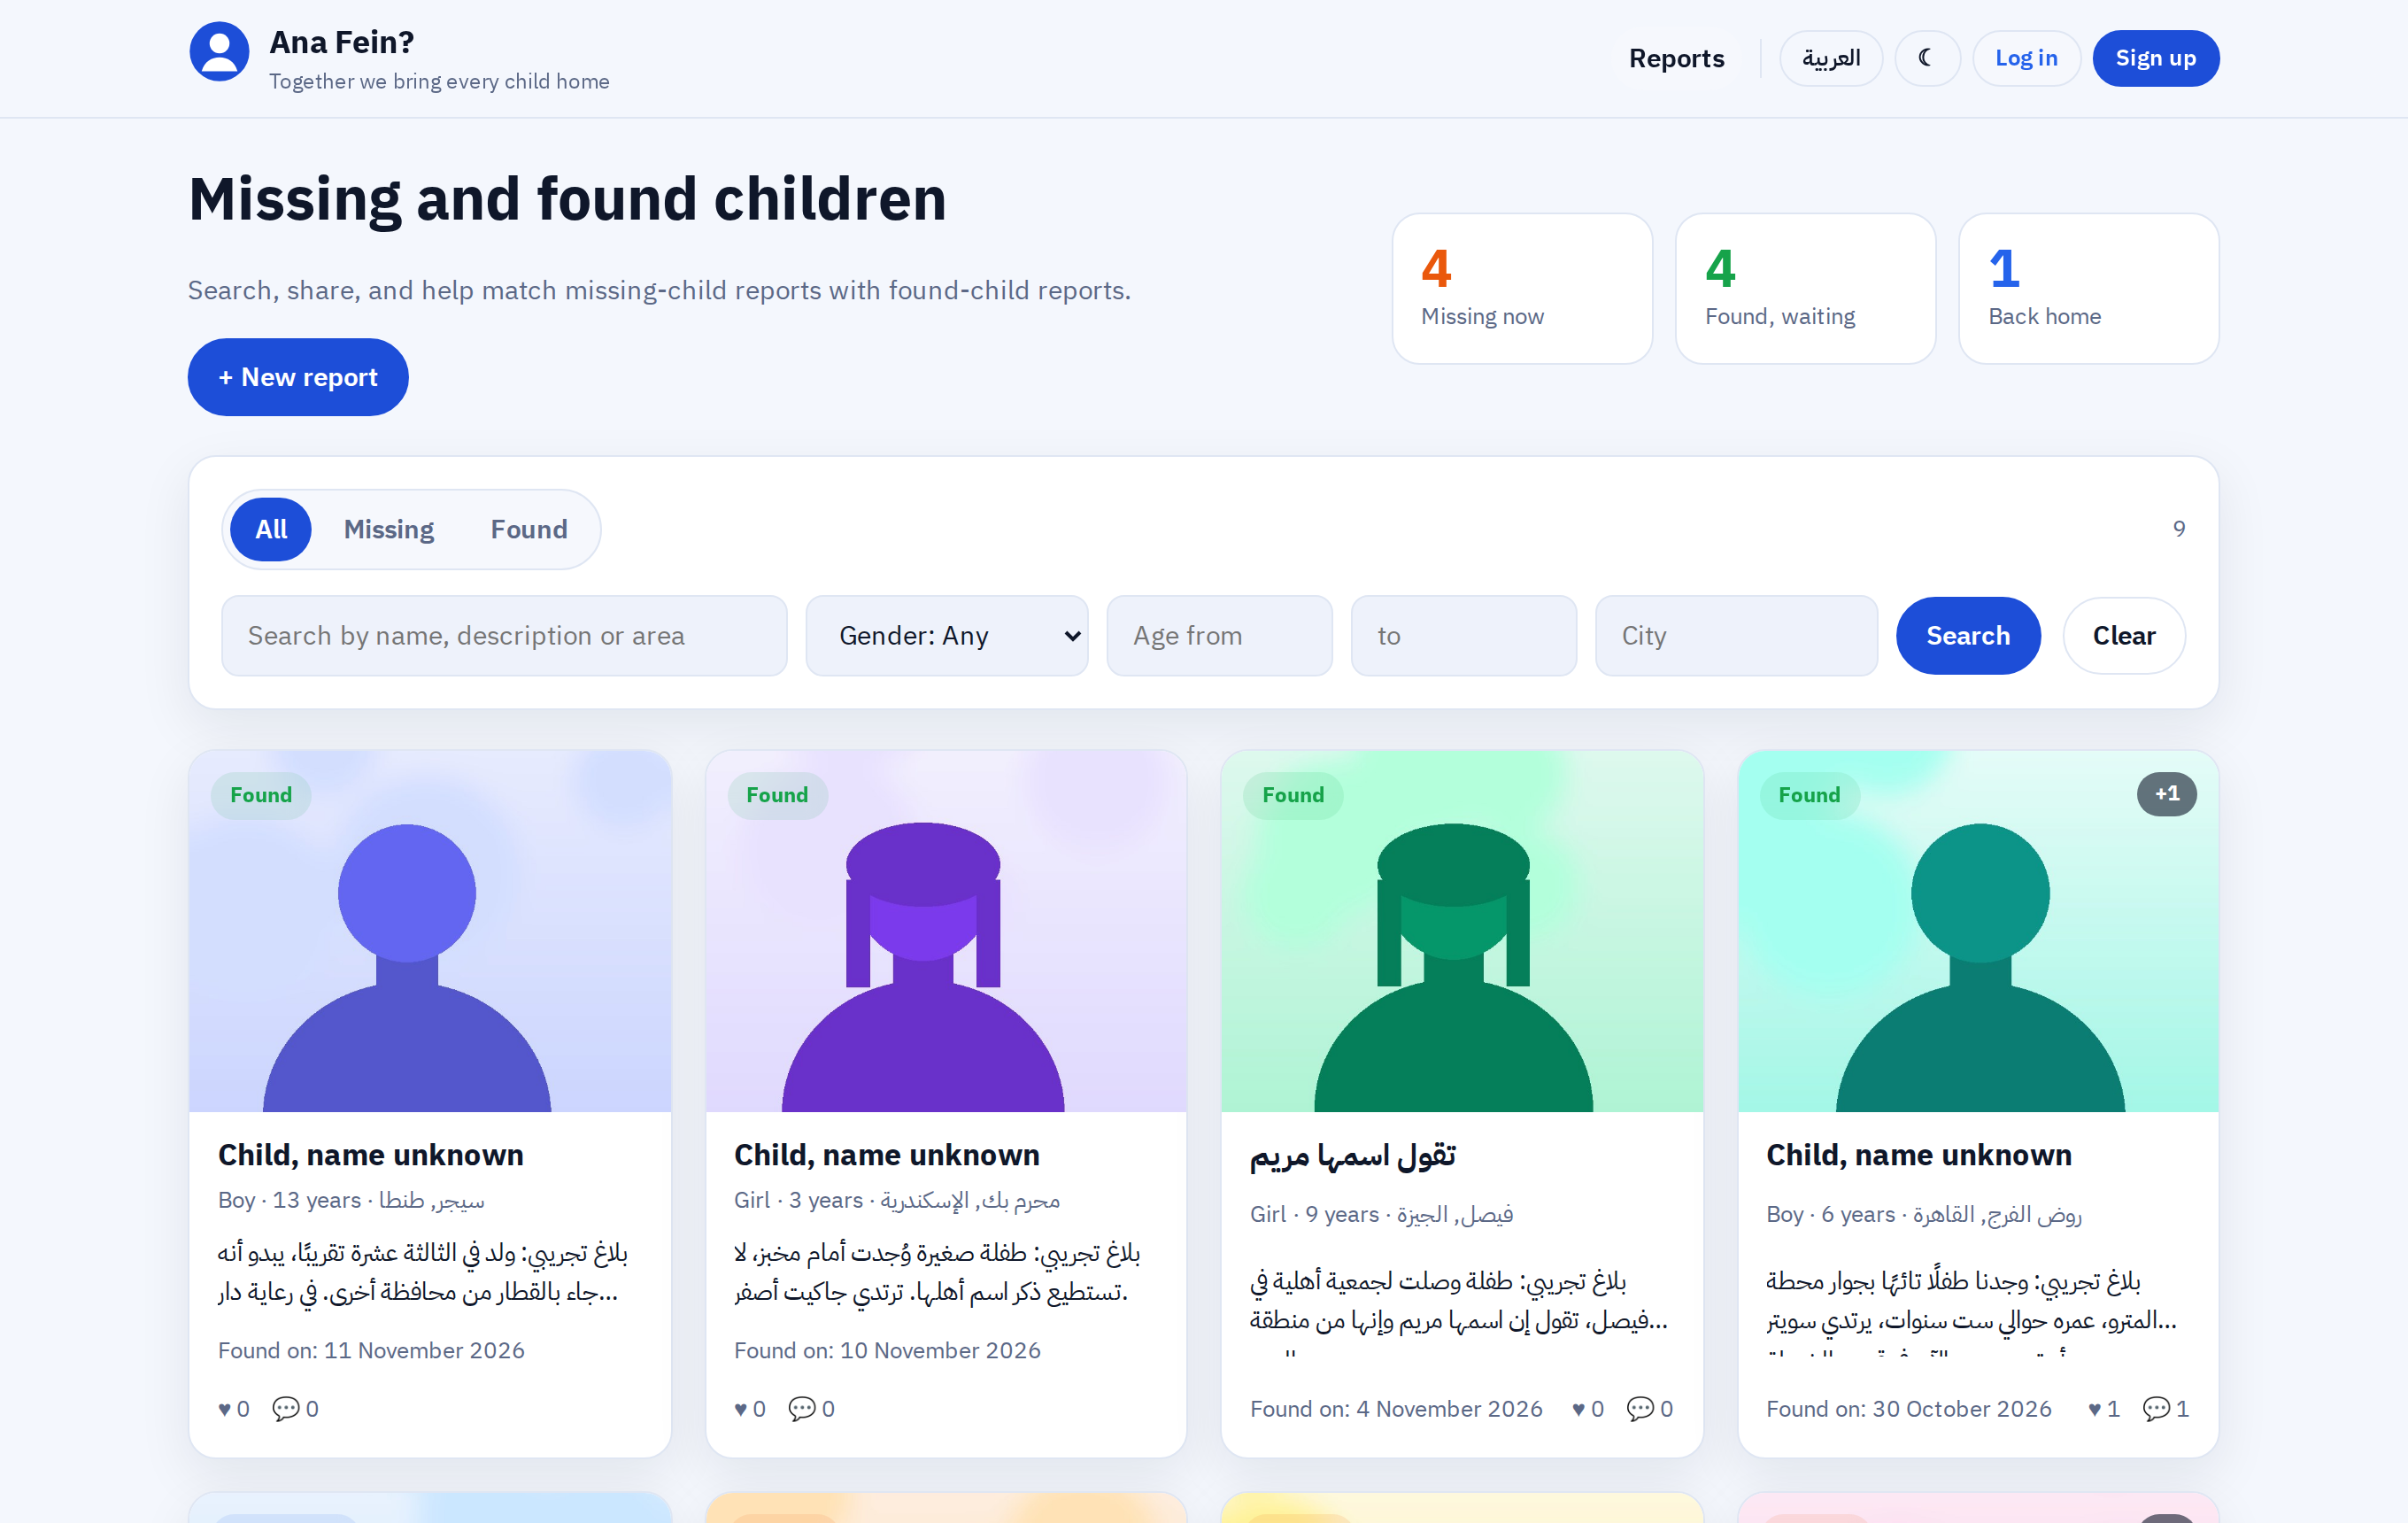 Ana Fein?
Together we bring every child home
Reports
العربية
Log in
Sign up
Missing and found children
Search, share, and help match missing-child reports with found-child reports.
+ New report
4
Missing now
4
Found, waiting
1
Back home
All
Missing
Found
9
Search by name, description or area
Gender: Any
Age from
to
City
Search
Clear
Found
Child, name unknown
Boy · 13 years · سيجر, طنطا
بلاغ تجريبي: ولد في الثالثة عشرة تقريبًا، يبدو أنه
جاء بالقطار من محافظة أخرى. في رعاية دار...
Found on: 11 November 2026
♥ 0 💬 0
Found
Child, name unknown
Girl · 3 years · محرم بك, الإسكندرية
بلاغ تجريبي: طفلة صغيرة وُجدت أمام مخبز، لا
تستطيع ذكر اسم أهلها. ترتدي جاكيت أصفر.
Found on: 10 November 2026
♥ 0 💬 0
Found
تقول اسمها مريم
Girl · 9 years · فيصل, الجيزة
بلاغ تجريبي: طفلة وصلت لجمعية أهلية في
فيصل، تقول إن اسمها مريم وإنها من منطقة...
Found on: 4 November 2026
♥ 0 💬 0
Found
+1
Child, name unknown
Boy · 6 years · روض الفرج, القاهرة
بلاغ تجريبي: وجدنا طفلًا تائهًا بجوار محطة
المترو، عمره حوالي ست سنوات، يرتدي سويتر...
Found on: 30 October 2026
♥ 1 💬 1